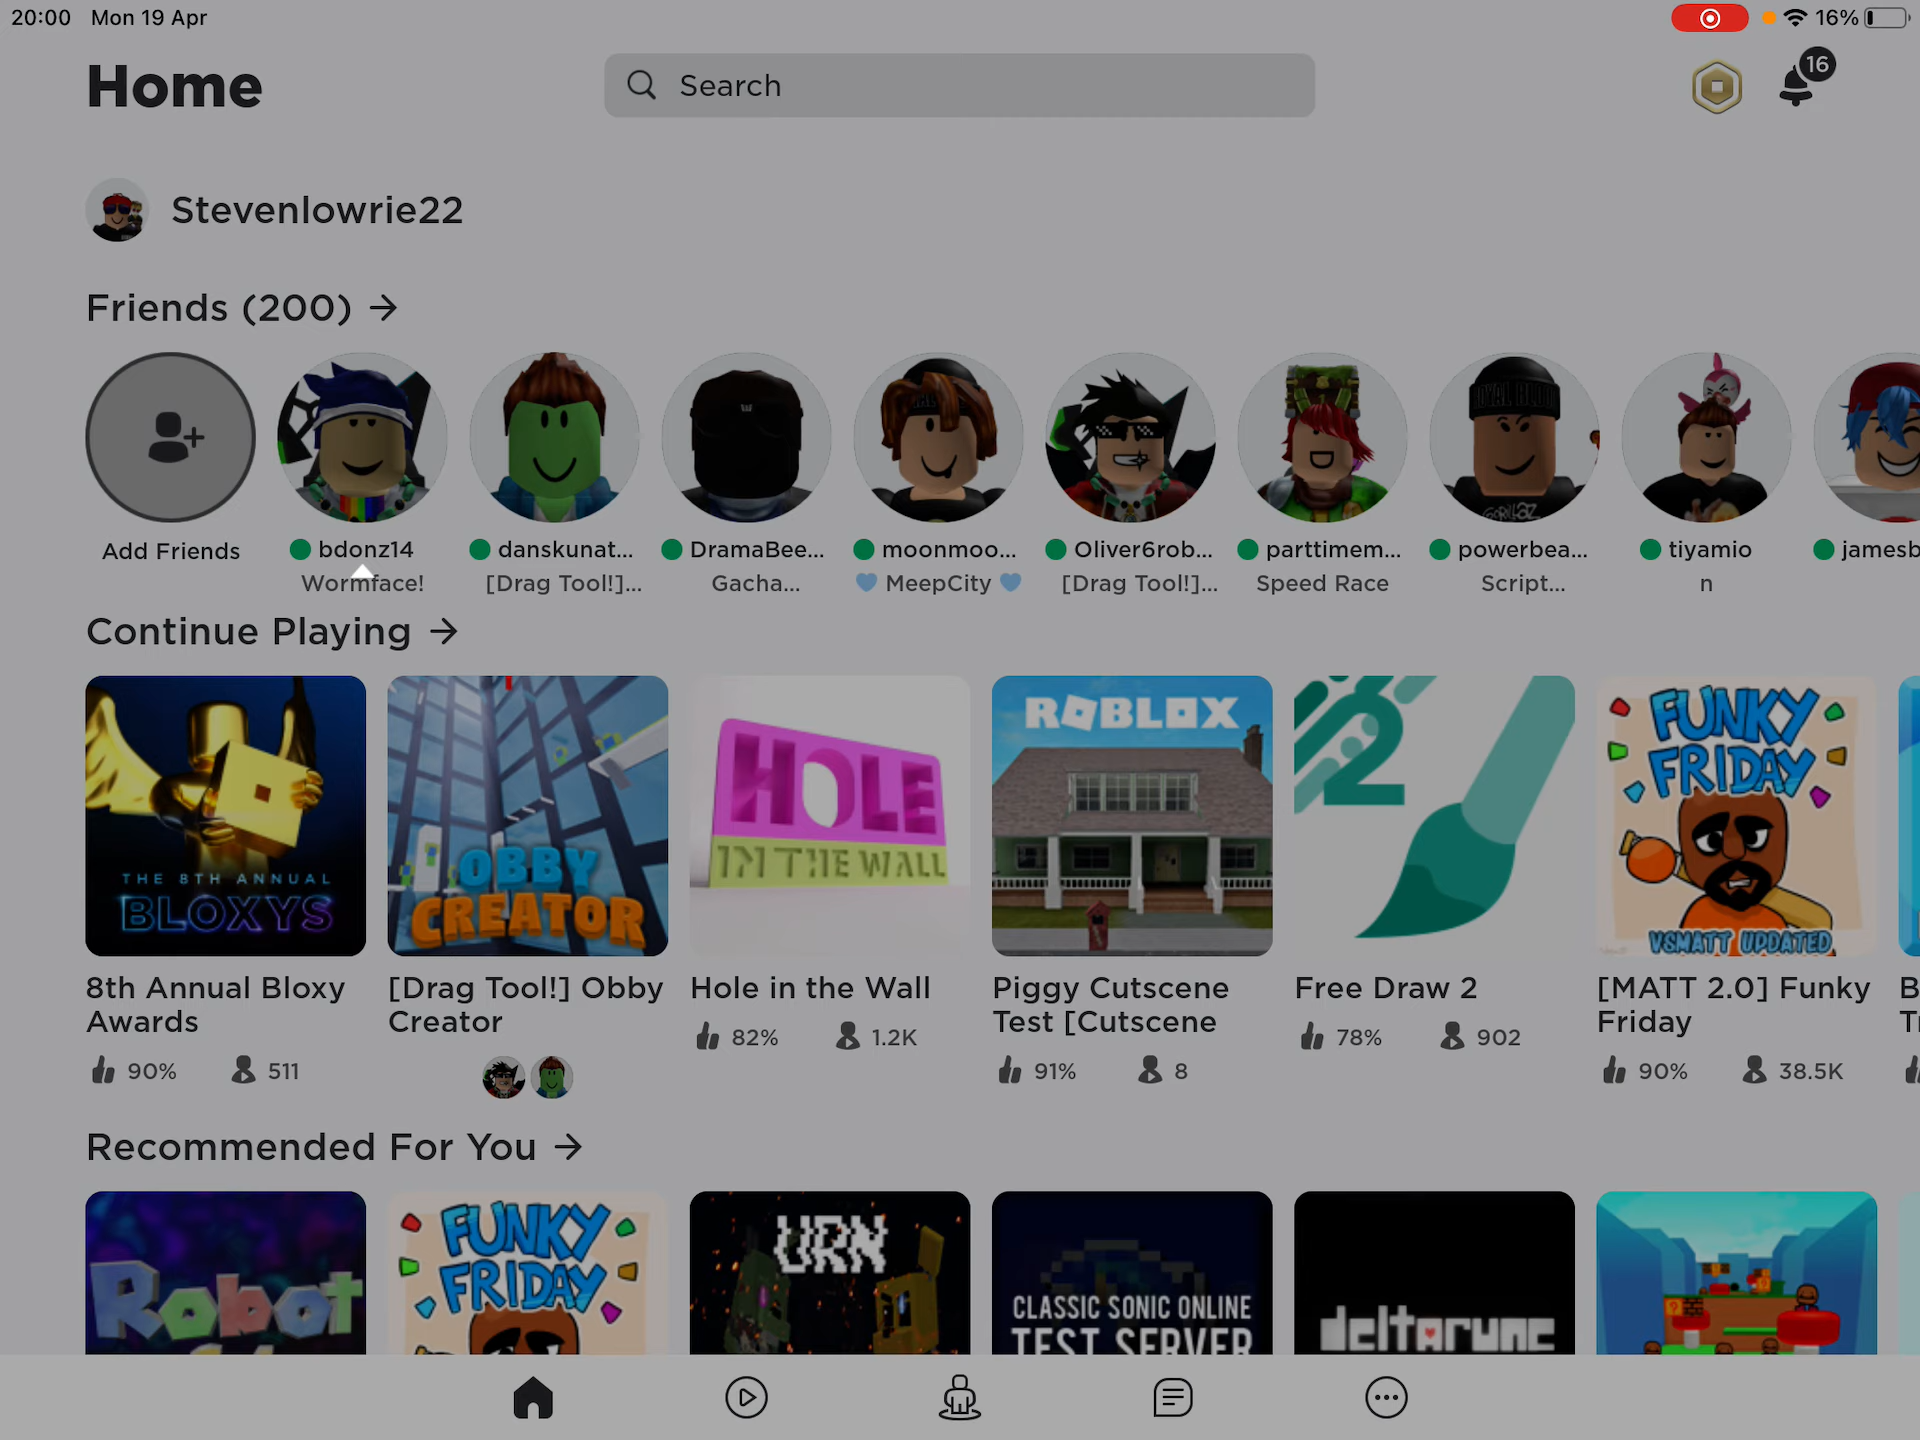 20:00 Mon 19 Apr
16%
Home
Search
16
Stevenlowrie22
Friends (200) →
Add Friends
bdonz14
danskunat...
DramaBee...
moonmoo...
Oliver6rob...
parttimem...
powerbea...
tiyamio
jamesb
Wormface!
[Drag Tool!]...
Gacha...
MeepCity
[Drag Tool!]...
Speed Race
Script...
n
Continue Playing →
THE 8TH ANNUAL
BLOXYS
OBBY
CREATOR
HOLE
IN THE WALL
ROBLOX
2
FUNKY
FRIDAY
VSMATT UPDATED
8th Annual Bloxy
Awards
90% 511
[Drag Tool!] Obby
Creator
Hole in the Wall
82% 1.2K
Piggy Cutscene
Test [Cutscene
91% 8
Free Draw 2
78% 902
[MATT 2.0] Funky
Friday
90% 38.5K
Recommended For You →
Robot
FUNKY
FRIDAY
URN
CLASSIC SONIC ONLINE
TEST SERVER
deltarune